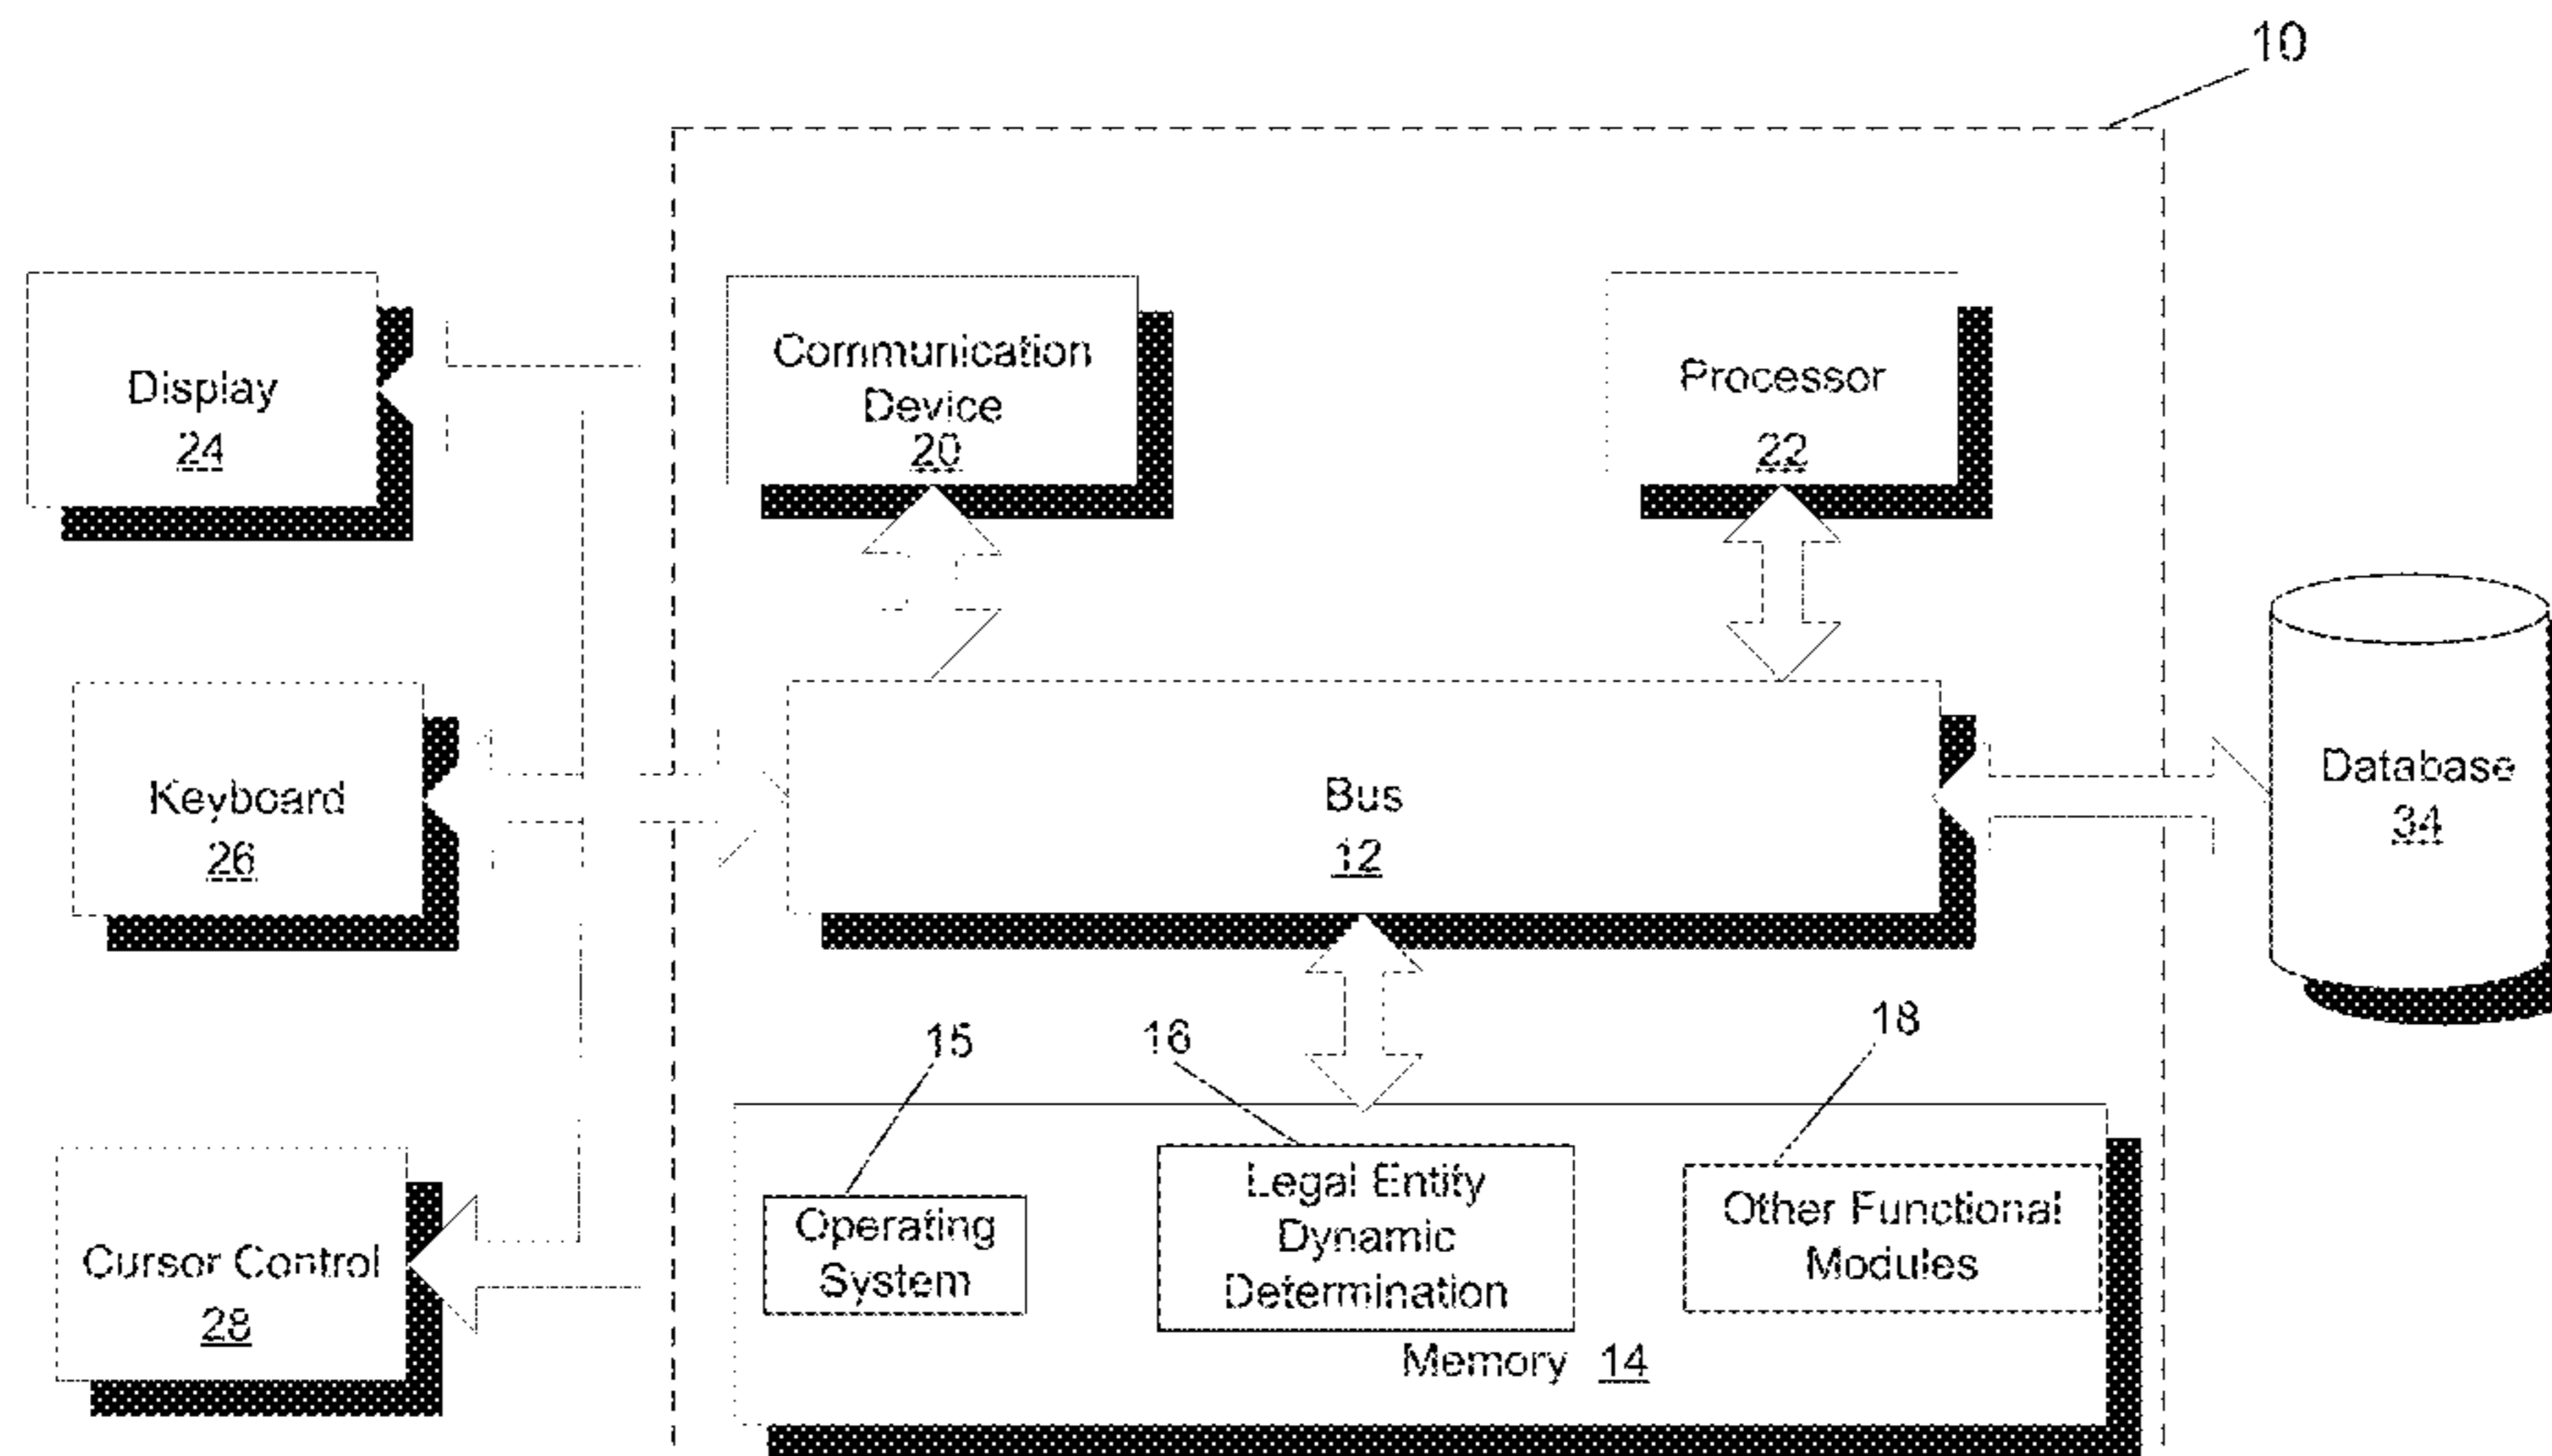 10
Display
24
Communication
Device
20
Processor
22
Keyboard
26
Bus
12
Database
34
15
16
18
Cursor Control
28
Operating
System
Legal Entity
Dynamic
Determination
Other Functional
Modules
Memory 14